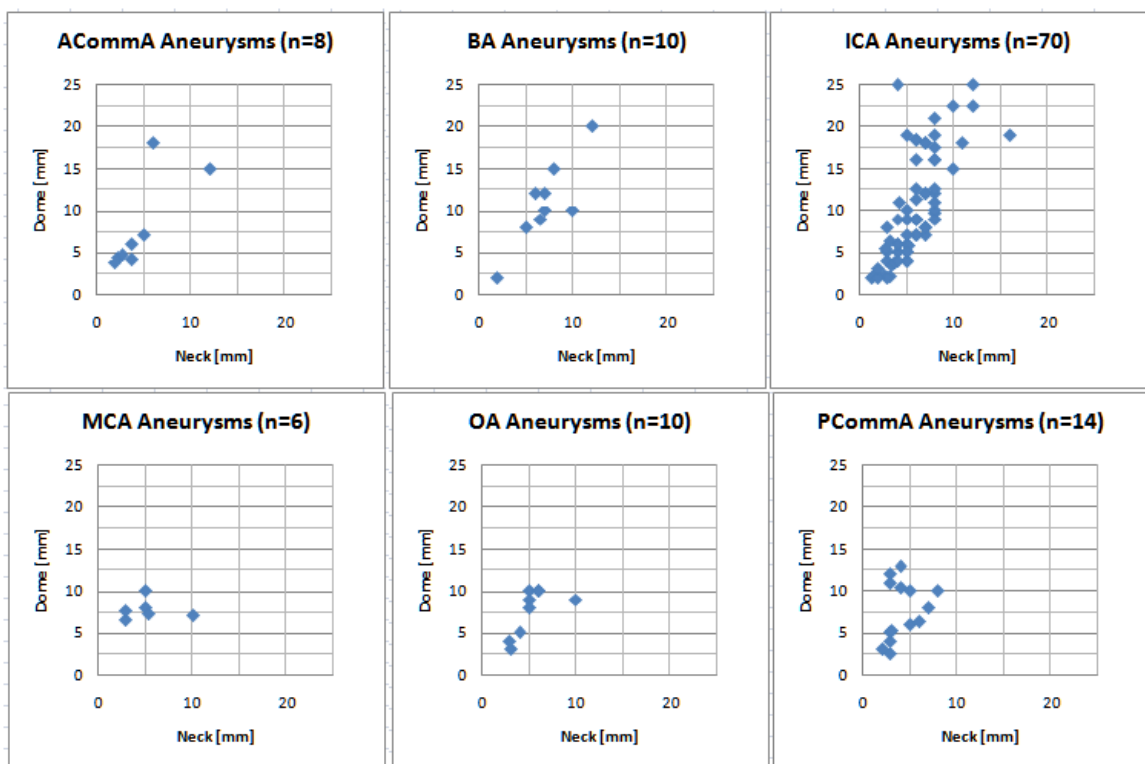 ACommA Aneurysms (n=8)
25
20
15
10
5
0
Dome [mm]
0 10 20
Neck [mm]
BA Aneurysms (n=10)
25
20
15
10
5
0
Dome [mm]
0 10 20
Neck [mm]
ICA Aneurysms (n=70)
25
20
15
10
5
0
Dome [mm]
0 10 20
Neck [mm]
MCA Aneurysms (n=6)
25
20
15
10
5
0
Dome [mm]
0 10 20
Neck [mm]
OA Aneurysms (n=10)
25
20
15
10
5
0
Dome [mm]
0 10 20
Neck [mm]
PCommA Aneurysms (n=14)
25
20
15
10
5
0
Dome [mm]
0 10 20
Neck [mm]